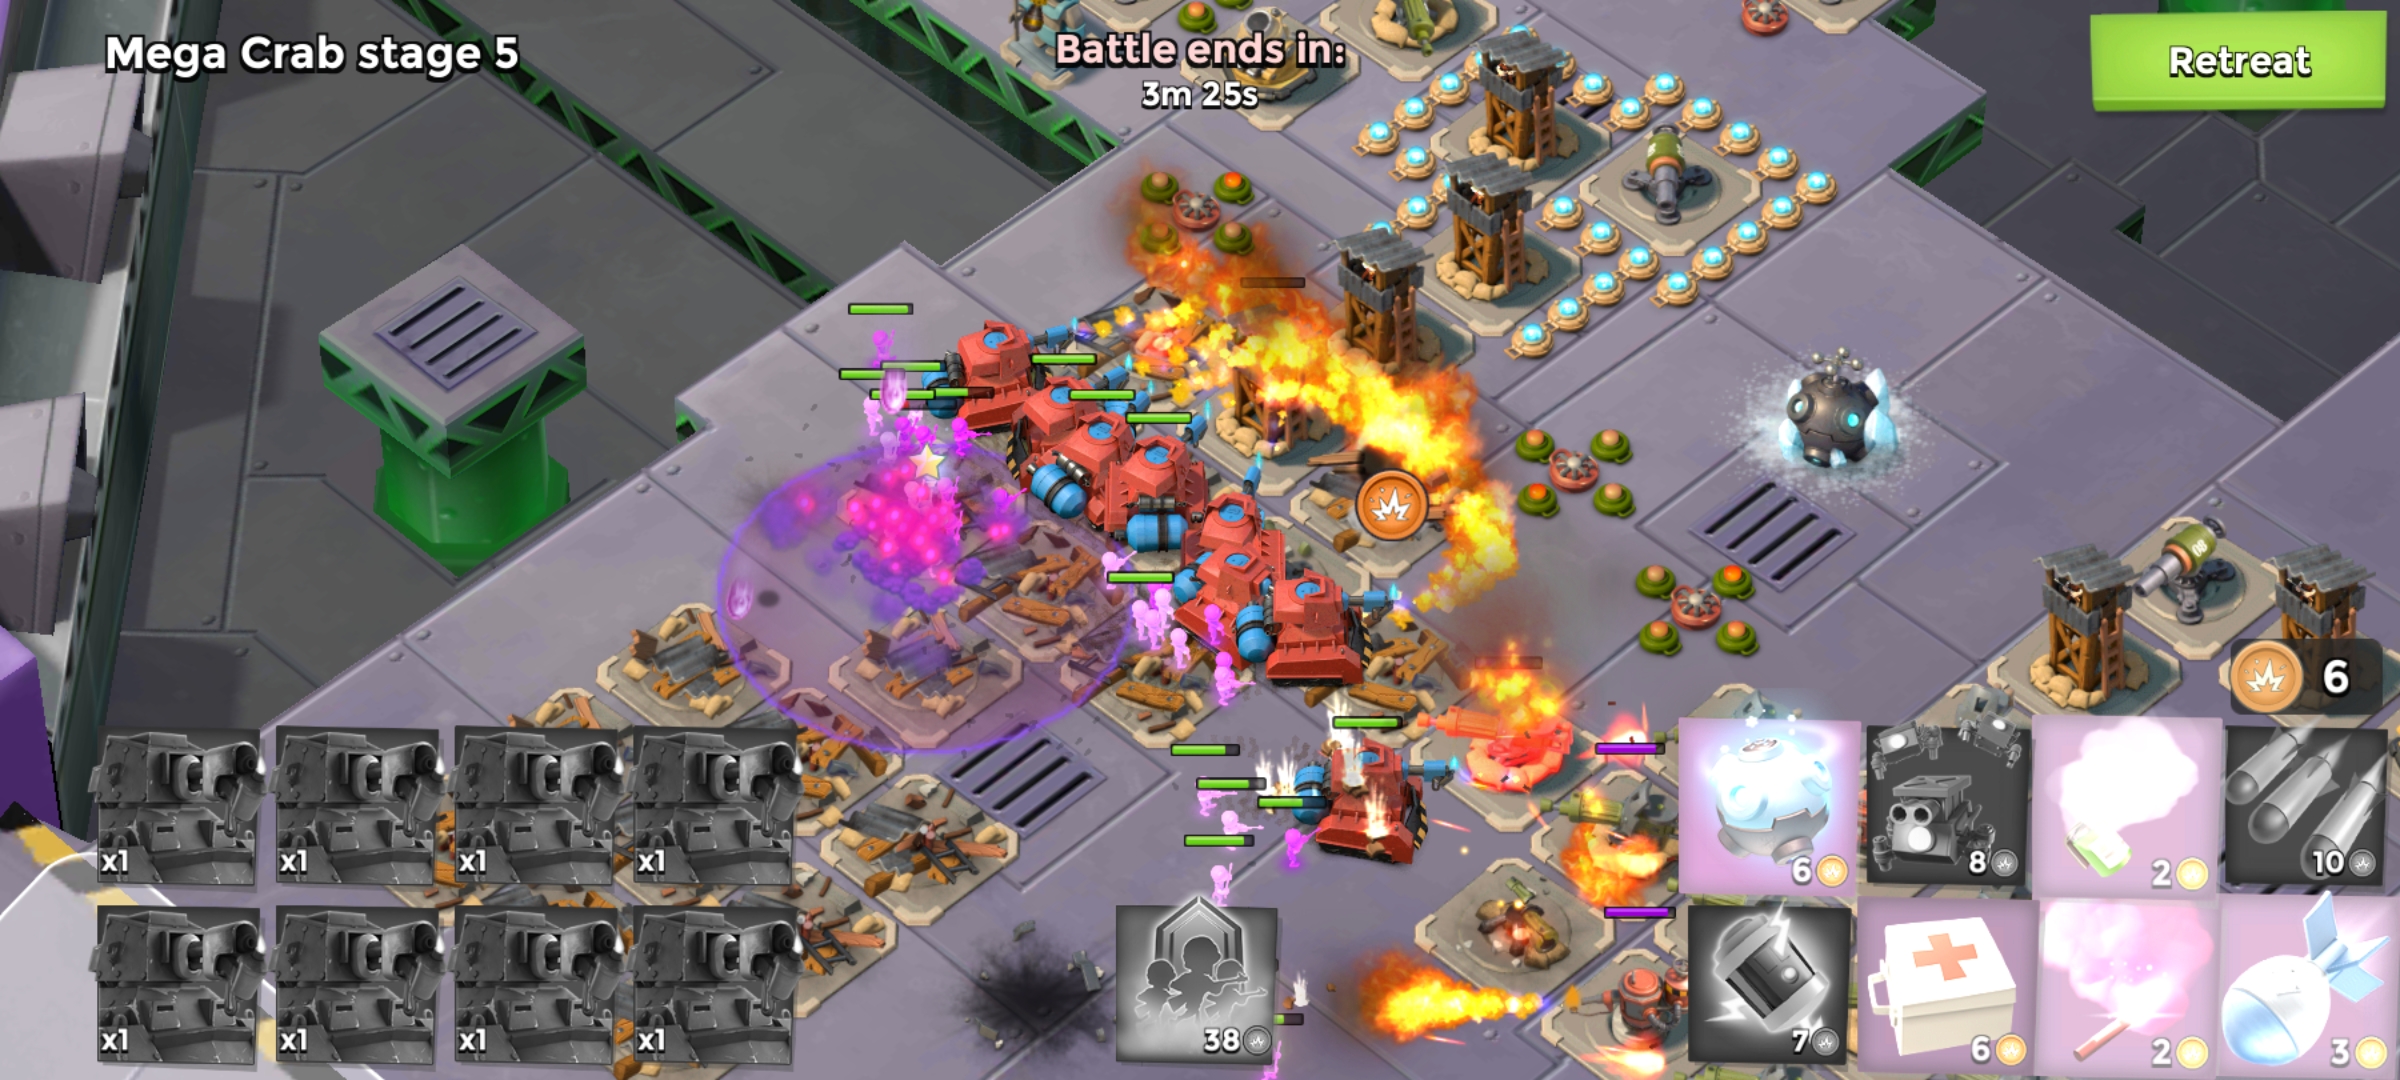 Mega Crab stage 5
Battle ends in:
3m 25s
Retreat
6
x1
x1
x1
x1
6
8
2
10
x1
x1
x1
x1
38
7
6
2
3